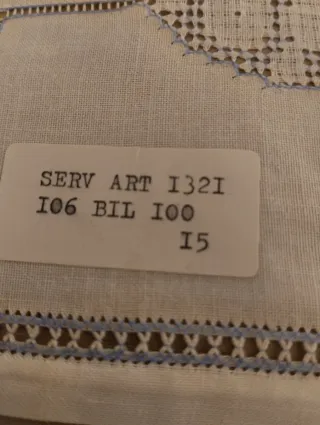 SERV ART I32I
I06 BIL I00
I5